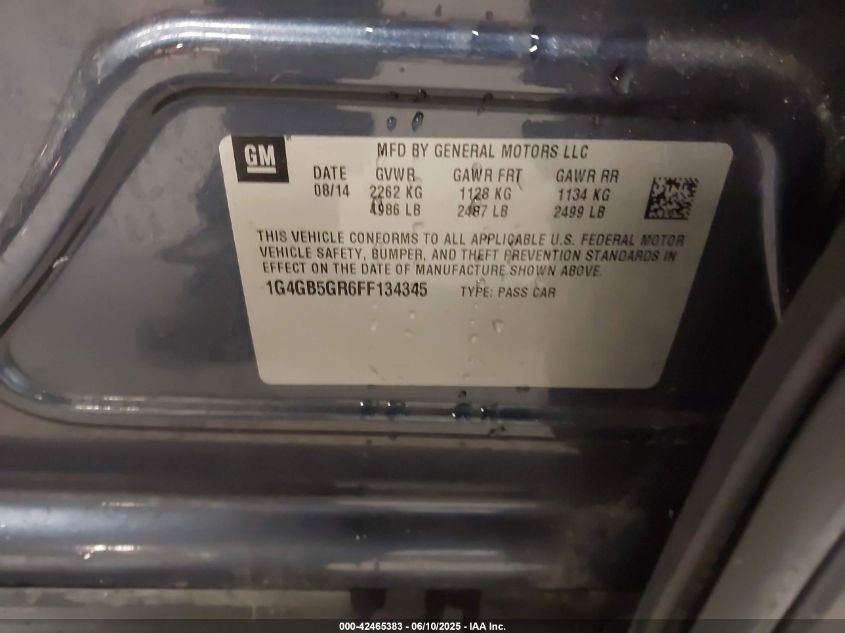 GM
MFD BY GENERAL MOTORS LLC
DATE GVWR GAWR FRT GAWR RR
08/14 2262 KG 1128 KG 1134 KG
4986 LB 2487 LB 2499 LB
THIS VEHICLE CONFORMS TO ALL APPLICABLE U.S. FEDERAL MOTOR
VEHICLE SAFETY, BUMPER, AND THEFT PREVENTION STANDARDS IN
EFFECT ON THE DATE OF MANUFACTURE SHOWN ABOVE.
1G4GB5GR6FF134345 TYPE: PASS CAR
000-42465383 - 06/10/2025 - IAA Inc.